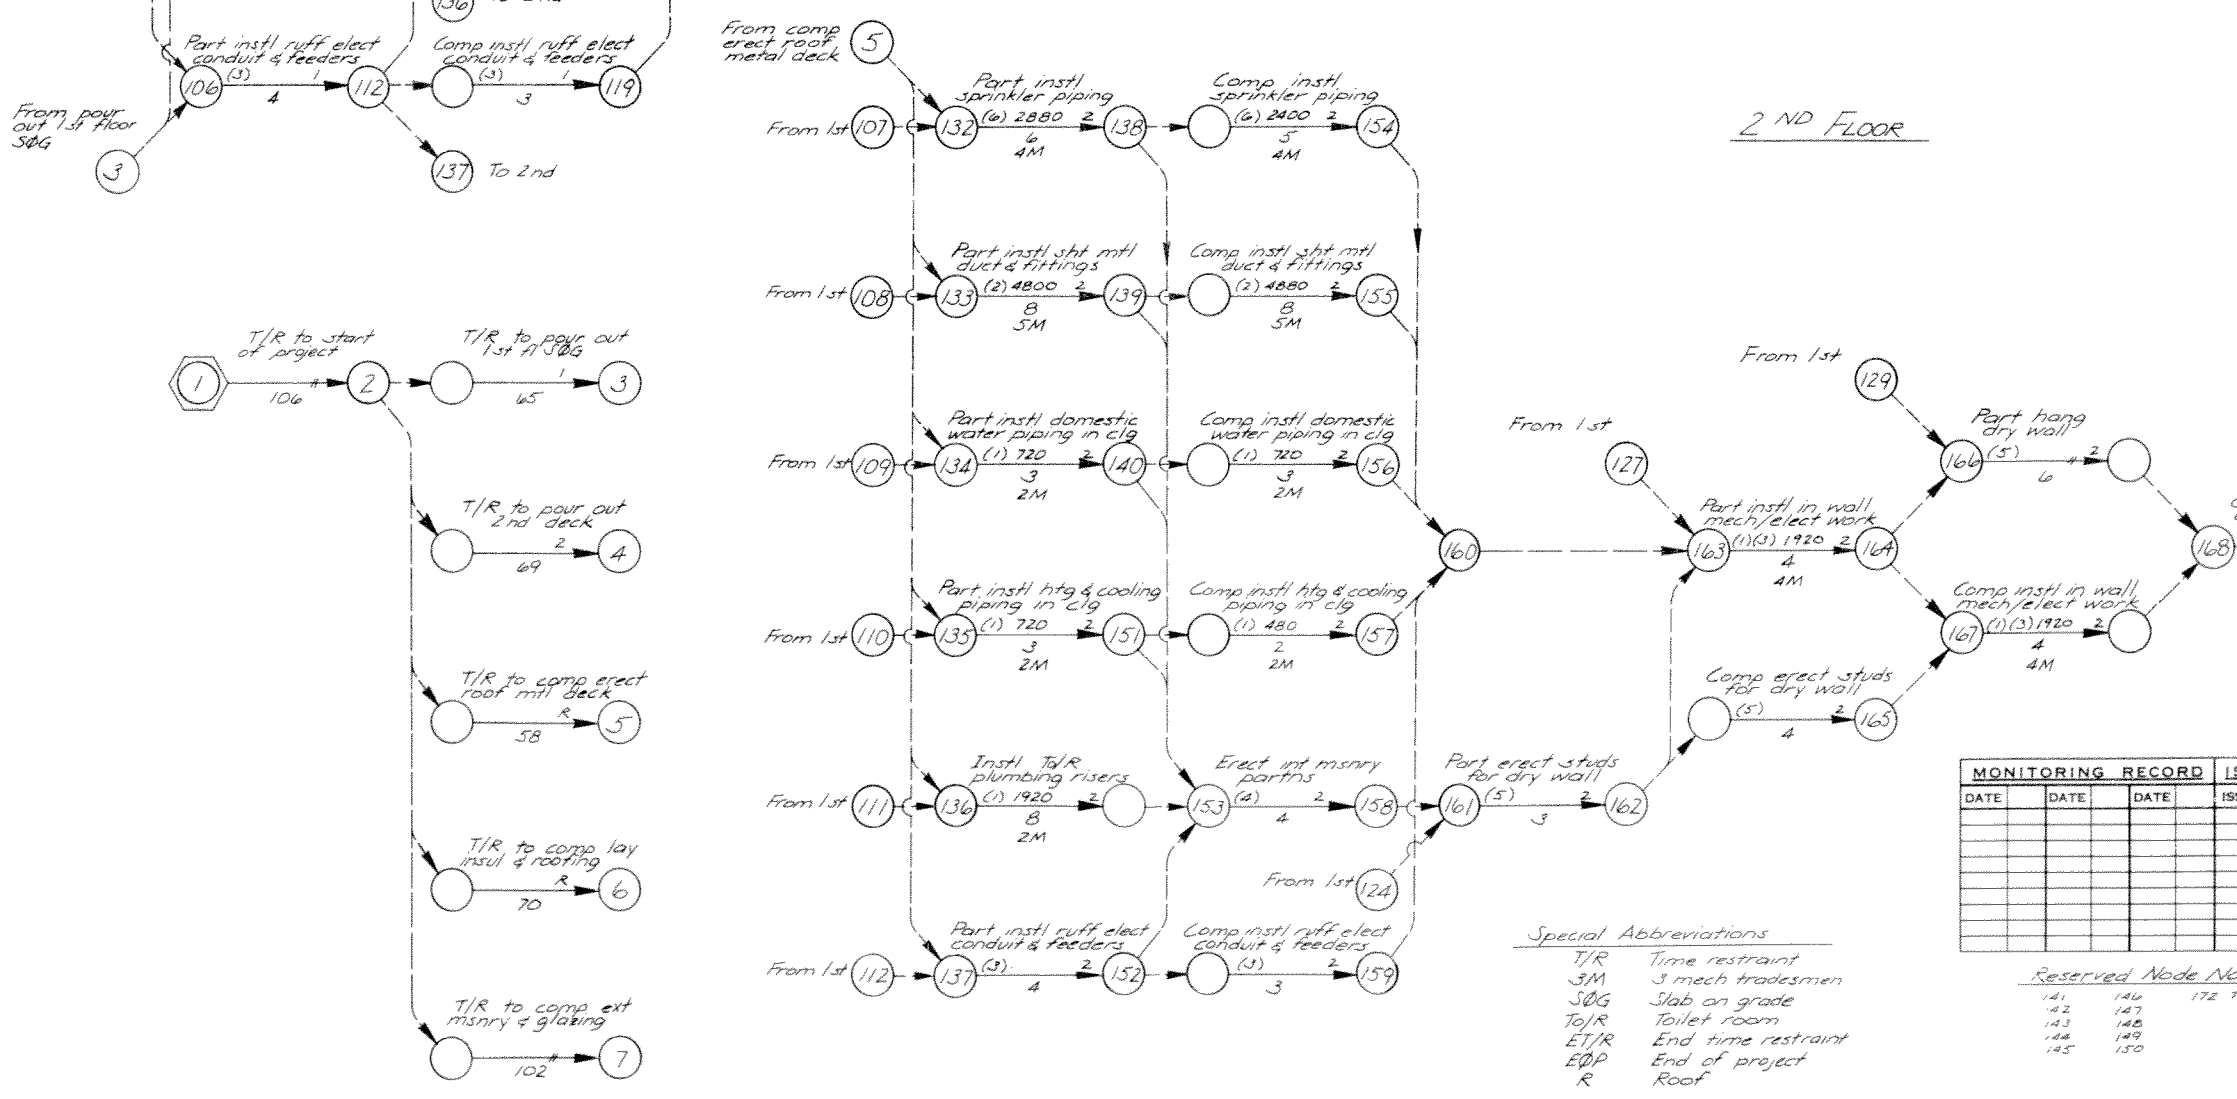 136 To 2nd
Part instl ruff elect
conduit & feeders
106
(3) 1
4
112
Comp instl ruff elect
conduit & feeders
(3) 1
3
119
From pour
out 1st floor
SØG
3
137 To 2nd
1
T/R to start
of project
106
2
T/R to pour out
1st fl SØG
1
65
3
T/R to pour out
2nd deck
2
69
4
T/R to comp erect
roof mtl deck
R
58
5
T/R to comp lay
insul & roofing
R
70
6
T/R to comp ext
msnry & glazing
102
7
From comp
erect roof
metal deck
5
2ND FLOOR
From 1st 107
132
Part instl
sprinkler piping
(6) 2880 2
6
4M
138
Comp instl
sprinkler piping
(6) 2400 2
5
4M
154
From 1st 108
133
Part instl sht mtl
duct & fittings
(2) 4800 2
8
5M
139
Comp instl sht mtl
duct & fittings
(2) 4880 2
8
5M
155
From 1st 109
134
Part instl domestic
water piping in clg
(1) 720 2
3
2M
140
Comp instl domestic
water piping in clg
(1) 720 2
3
2M
156
From 1st 110
135
Part instl htg & cooling
piping in clg
(1) 720 2
3
2M
151
Comp instl htg & cooling
piping in clg
(1) 480 2
2
2M
157
160
From 1st 111
136
Instl To/R
plumbing risers
(1) 1920 2
8
2M
153
Erect int msnry
partns
(4) 2
4
158
161
Part erect studs
for dry wall
(5) 2
3
162
From 1st 124
From 1st 112
137
Part instl ruff elect
conduit & feeders
(3) 2
4
152
Comp instl ruff elect
conduit & feeders
(3) 2
3
159
From 1st
127
163
Part instl in wall
mech/elect work
(1)(3) 1920 2
4
4M
164
From 1st
129
166
Part hang
dry wall
(5) 2
6
168
Comp instl in wall
mech/elect work
167
(1)(3) 1920 2
4
4M
Comp erect studs
for dry wall
(5) 2
4
165
MONITORING RECORD
DATE DATE DATE
Special Abbreviations
T/R Time restraint
3M 3 mech tradesmen
SØG Slab on grade
To/R Toilet room
ET/R End time restraint
EØP End of project
R Roof
Reserved Node
141 146 172
142 147
143 148
144 149
145 150